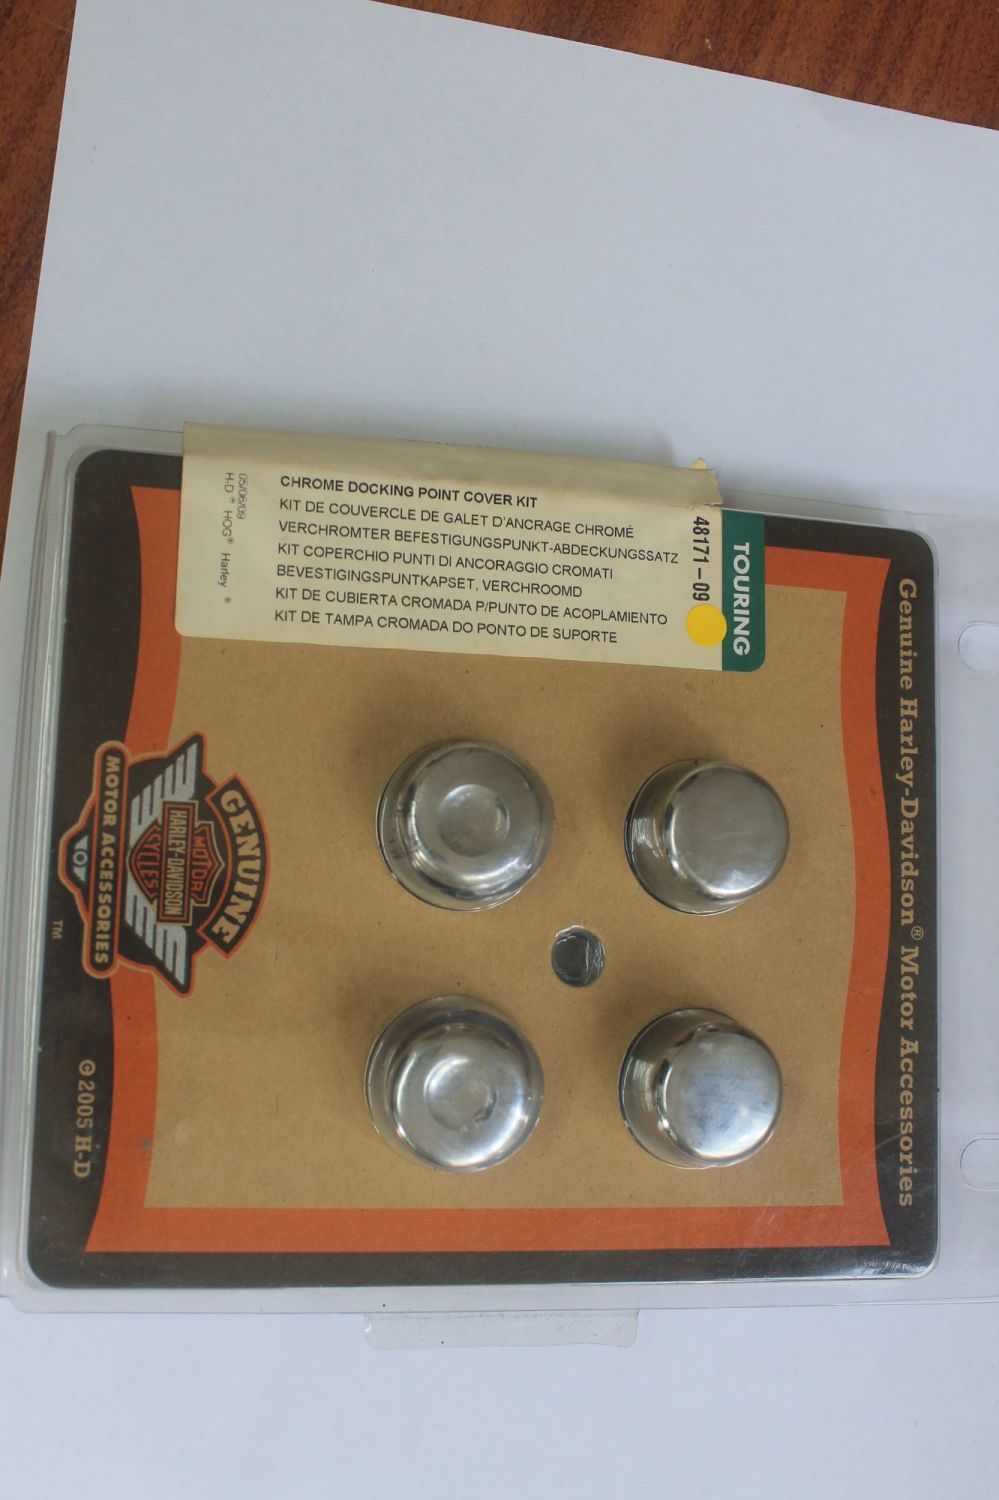 TOURING
48171-09
CHROME DOCKING POINT COVER KIT
KIT DE COUVERCLE DE GALET D'ANCRAGE CHROMÉ
VERCHROMTER BEFESTIGUNGSPUNKT-ABDECKUNGSSATZ
KIT COPERCHIO PUNTI DI ANCORAGGIO CROMATI
BEVESTIGINGSPUNTKAPSET, VERCHROOMD
KIT DE CUBIERTA CROMADA P/PUNTO DE ACOPLAMIENTO
KIT DE TAMPA CROMADA DO PONTO DE SUPORTE
05/06/09
H-D® HOG® Harley®
Genuine Harley-Davidson® Motor Accessories
GENUINE
MOTOR
HARLEY-DAVIDSON
CYCLES
MOTOR ACCESSORIES
TM
© 2005 H-D